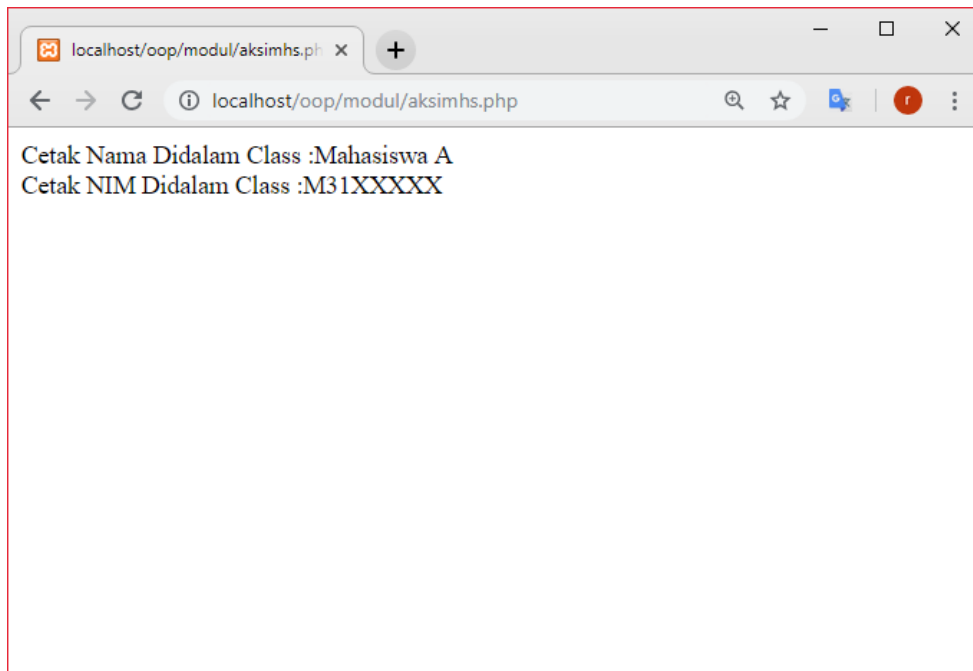 localhost/oop/modul/aksimhs.ph
localhost/oop/modul/aksimhs.php
r
Cetak Nama Didalam Class :Mahasiswa A
Cetak NIM Didalam Class :M31XXXXX